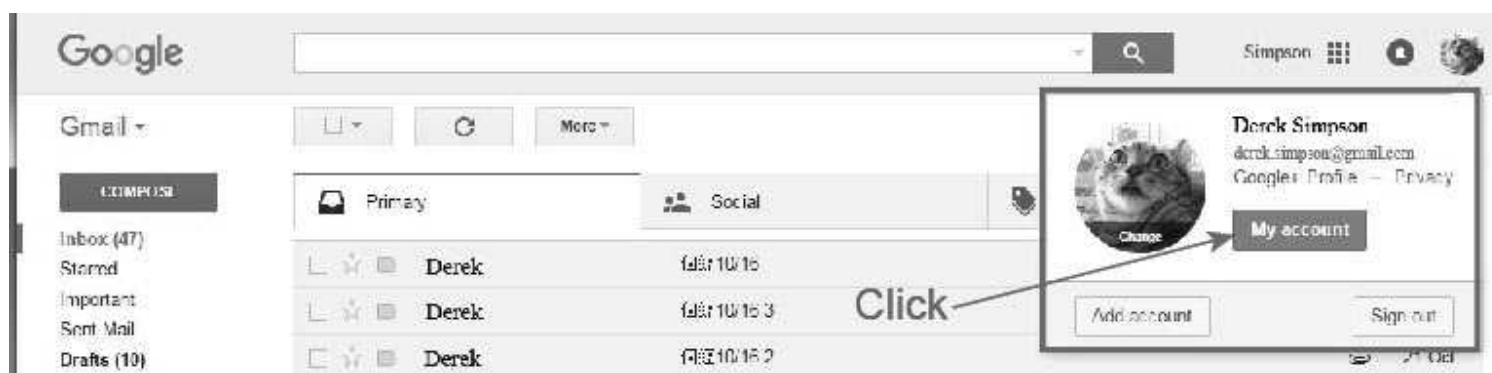 Google
Simpson
Gmail
More
Derek Simpson
derek.simpson@gmail.com
Google+ Profile – Privacy
COMPOSE
Primary
Social
Change
My account
Inbox (47)
Starred
Derek 10/16
Important
Click
Sent Mail
Derek 10/16 3
Add account
Sign out
Drafts (10)
Derek 10/16 2
21 Oct